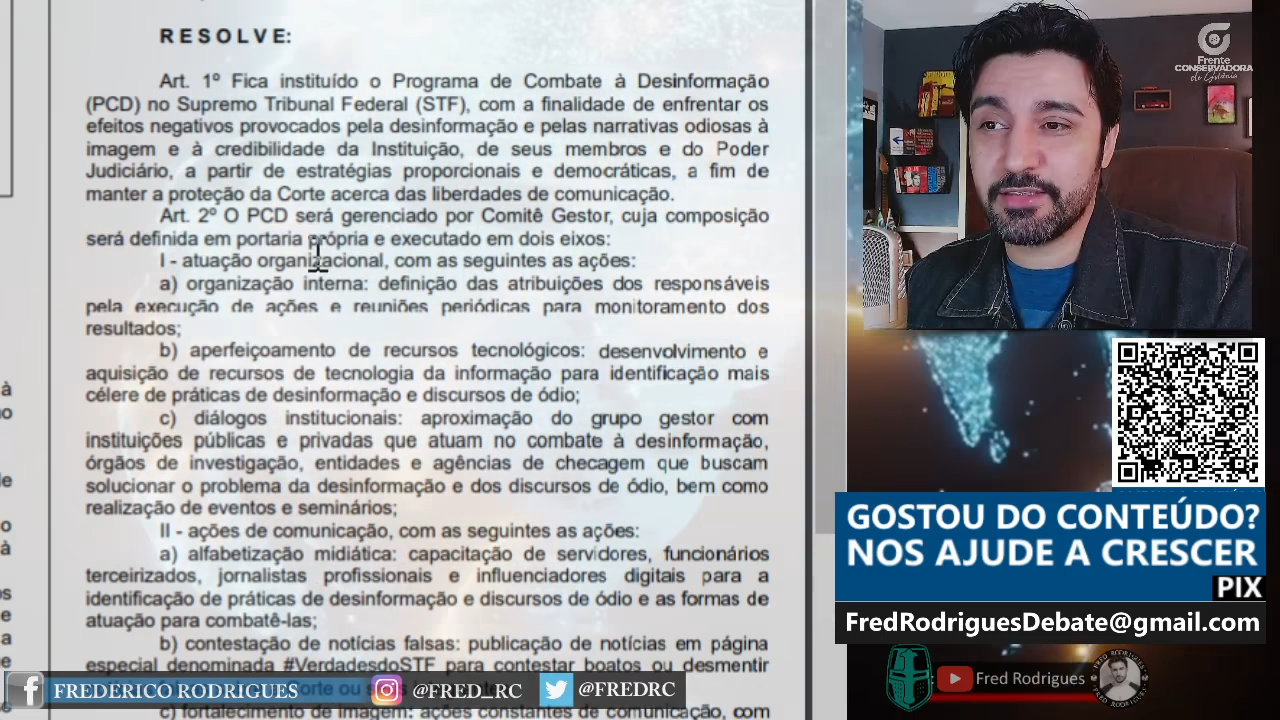 RESOLVE:
Art. 1º Fica instituído o Programa de Combate à Desinformação
(PCD) no Supremo Tribunal Federal (STF), com a finalidade de enfrentar os
efeitos negativos provocados pela desinformação e pelas narrativas odiosas à
imagem e à credibilidade da Instituição, de seus membros e do Poder
Judiciário, a partir de estratégias proporcionais e democráticas, a fim de
manter a proteção da Corte acerca das liberdades de comunicação.
Art. 2º O PCD será gerenciado por Comitê Gestor, cuja composição
será definida em portaria própria e executado em dois eixos:
I - atuação organizacional, com as seguintes as ações:
a) organização interna: definição das atribuições dos responsáveis
pela execução de ações e reuniões periódicas para monitoramento dos
resultados;
b) aperfeiçoamento de recursos tecnológicos: desenvolvimento e
aquisição de recursos de tecnologia da informação para identificação mais
célere de práticas de desinformação e discursos de ódio;
c) diálogos institucionais: aproximação do grupo gestor com
instituições públicas e privadas que atuam no combate à desinformação,
órgãos de investigação, entidades e agências de checagem que buscam
solucionar o problema da desinformação e dos discursos de ódio, bem como
realização de eventos e seminários;
II - ações de comunicação, com as seguintes as ações:
a) alfabetização midiática: capacitação de servidores, funcionários
terceirizados, jornalistas profissionais e influenciadores digitais para a
identificação de práticas de desinformação e discursos de ódio e as formas de
atuação para combatê-las;
b) contestação de notícias falsas: publicação de notícias em página
especial denominada #VerdadesdoSTF para contestar boatos ou desmentir
Corte ou
c) fortalecimento de imagem: ações constantes de comunicação, com
FREDERICO RODRIGUES
@FRED_RC
@FREDRC
Frente
CONSERVADORA
de Goiânia
GOSTOU DO CONTEÚDO?
NOS AJUDE A CRESCER
PIX
FredRodriguesDebate@gmail.com
Fred Rodrigues
FRED RODRIGUES